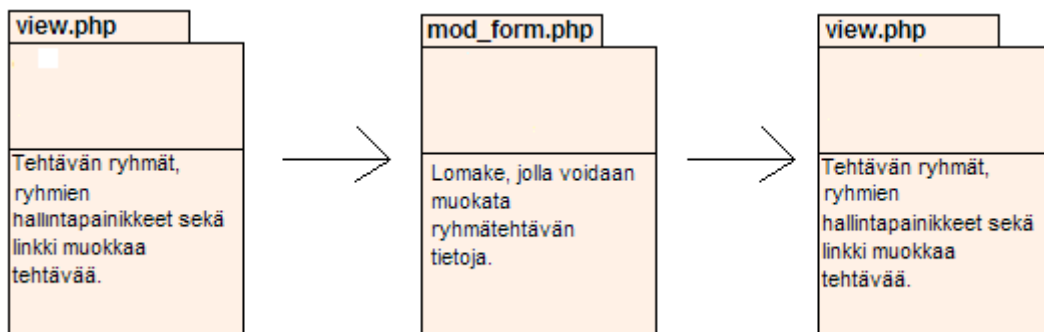 view.php
Tehtävän ryhmät,
ryhmien
hallintapainikkeet sekä
linkki muokkaa
tehtävää.
mod_form.php
Lomake, jolla voidaan
muokata
ryhmätehtävän
tietoja.
view.php
Tehtävän ryhmät,
ryhmien
hallintapainikkeet sekä
linkki muokkaa
tehtävää.